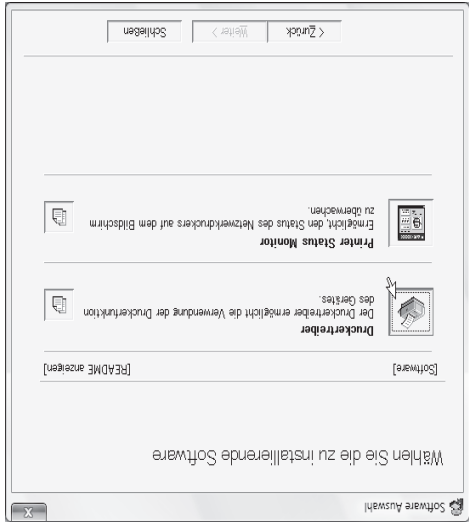 Software Auswahl
X
Wählen Sie die zu installierende Software
[Software] [README anzeigen]
Druckertreiber
Der Druckertreiber ermöglicht die Verwendung der Druckerfunktion
des Gerätes.
Printer Status Monitor
Ermöglicht, den Status des Netzwerkdruckers auf dem Bildschirm
zu überwachen.
< Zurück Weiter > Schließen